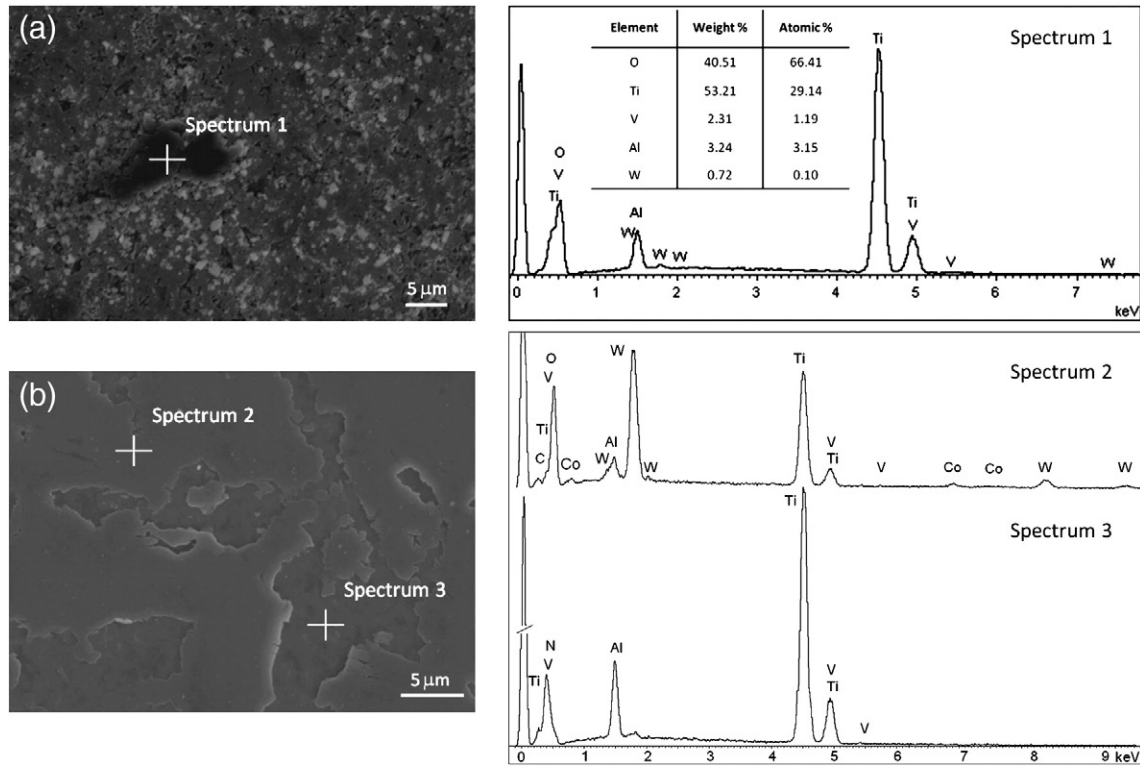 (a)
Spectrum 1
5 μm
Element Weight % Atomic %
O 40.51 66.41
Ti 53.21 29.14
V 2.31 1.19
Al 3.24 3.15
W 0.72 0.10
Spectrum 1
Ti
O
V
Ti
Al
W
W W
Ti
V
V
W
0 1 2 3 4 5 6 7
keV
(b)
Spectrum 2
Spectrum 3
5 μm
Spectrum 2
O
V
Ti
C
Co
W
Al
W
W
Ti
V
Ti
V
Co
Co
W
W
Spectrum 3
Ti
N
V
Ti
Al
V
Ti
V
0 1 2 3 4 5 6 7 8 9 keV